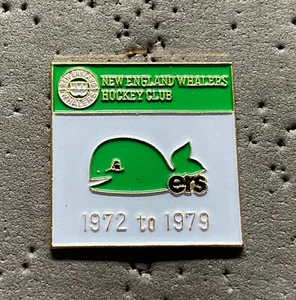 NEW ENGLAND WHALERS
HOCKEY CLUB
ers
1972 to 1979